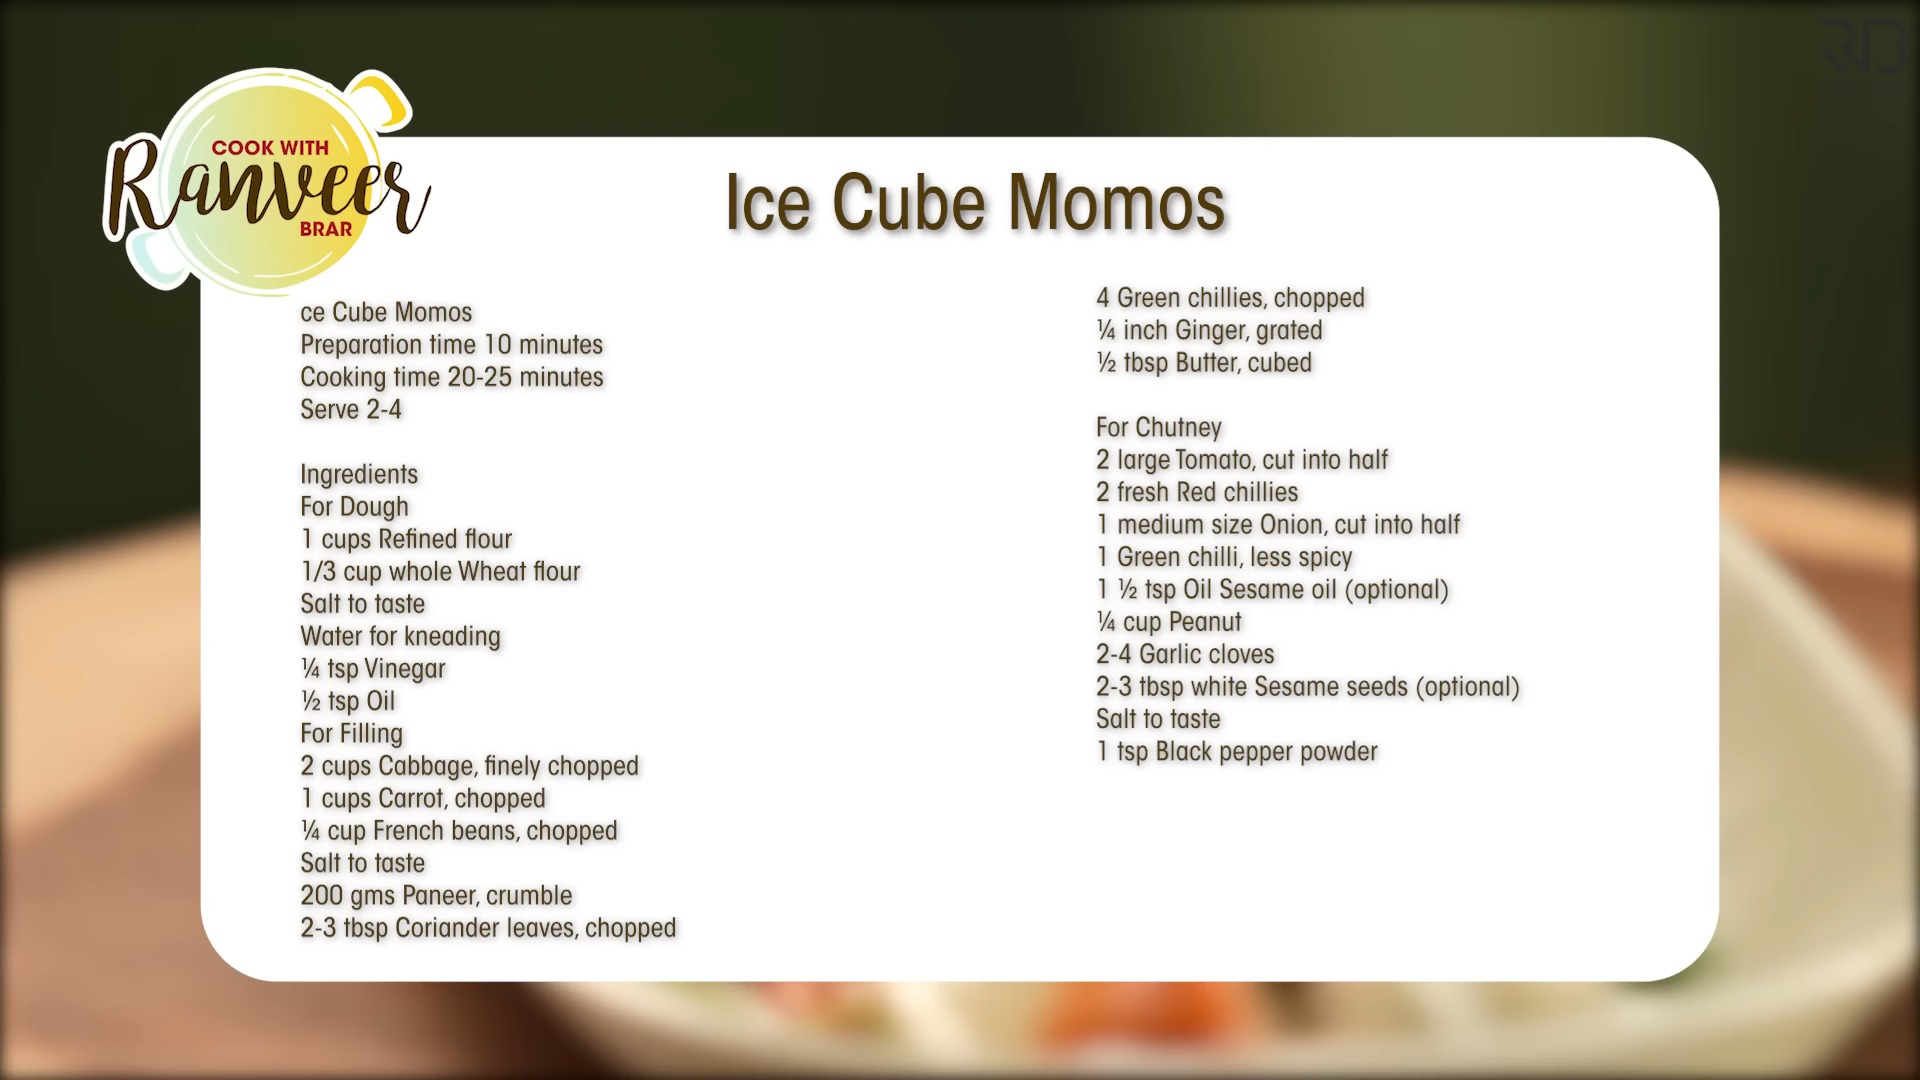 COOK WITH
Ranveer
BRAR
Ice Cube Momos
ce Cube Momos
Preparation time 10 minutes
Cooking time 20-25 minutes
Serve 2-4
Ingredients
For Dough
1 cups Refined flour
1/3 cup whole Wheat flour
Salt to taste
Water for kneading
¼ tsp Vinegar
½ tsp Oil
For Filling
2 cups Cabbage, finely chopped
1 cups Carrot, chopped
¼ cup French beans, chopped
Salt to taste
200 gms Paneer, crumble
2-3 tbsp Coriander leaves, chopped
4 Green chillies, chopped
¼ inch Ginger, grated
½ tbsp Butter, cubed
For Chutney
2 large Tomato, cut into half
2 fresh Red chillies
1 medium size Onion, cut into half
1 Green chilli, less spicy
1 ½ tsp Oil Sesame oil (optional)
¼ cup Peanut
2-4 Garlic cloves
2-3 tbsp white Sesame seeds (optional)
Salt to taste
1 tsp Black pepper powder